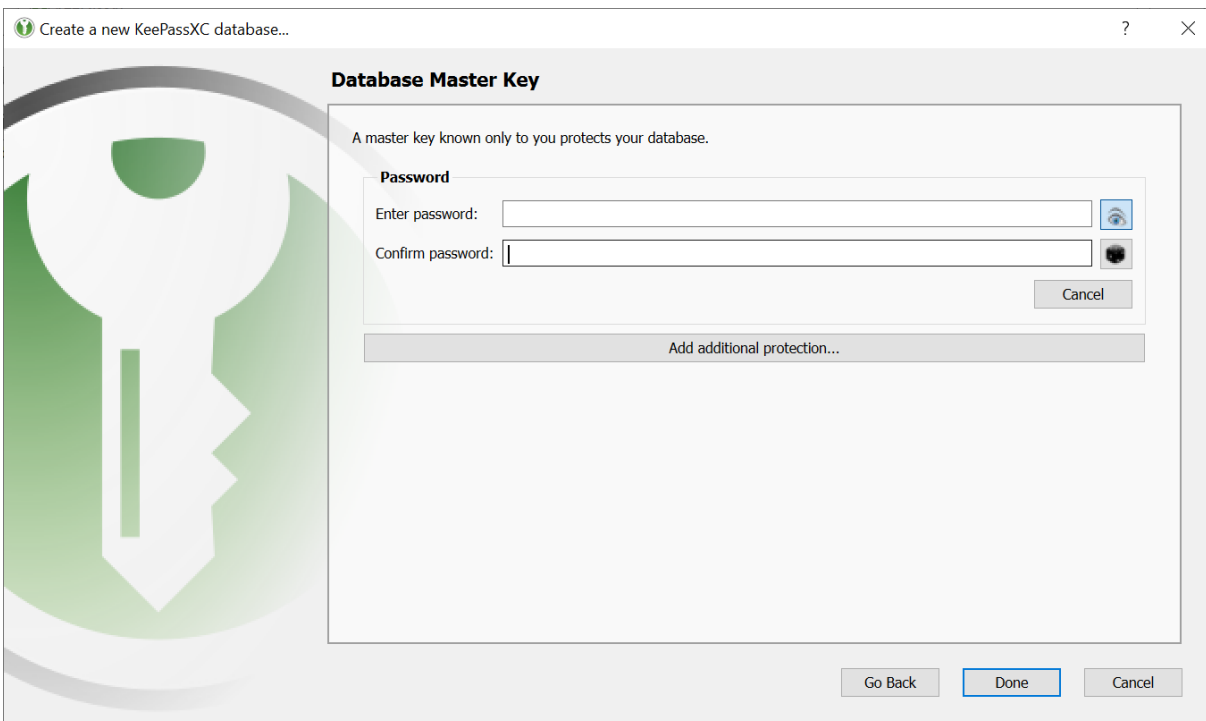 Create a new KeePassXC database...
?
Database Master Key
A master key known only to you protects your database.
Password
Enter password:
Confirm password:
Cancel
Add additional protection...
Go Back Done Cancel